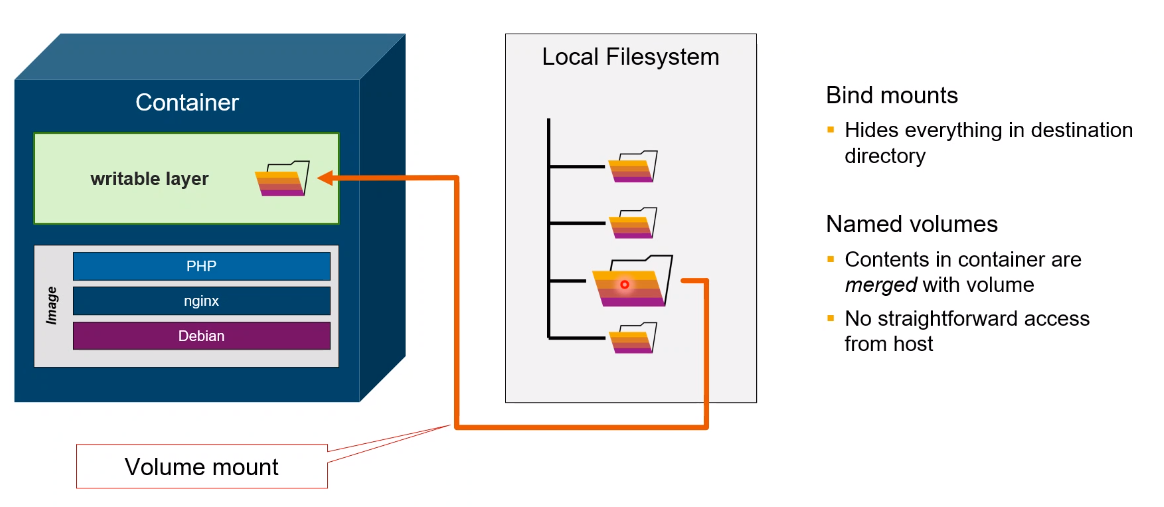 Container
writable layer
Image
PHP
nginx
Debian
Volume mount
Local Filesystem
Bind mounts
Hides everything in destination
directory
Named volumes
Contents in container are
merged with volume
No straightforward access
from host